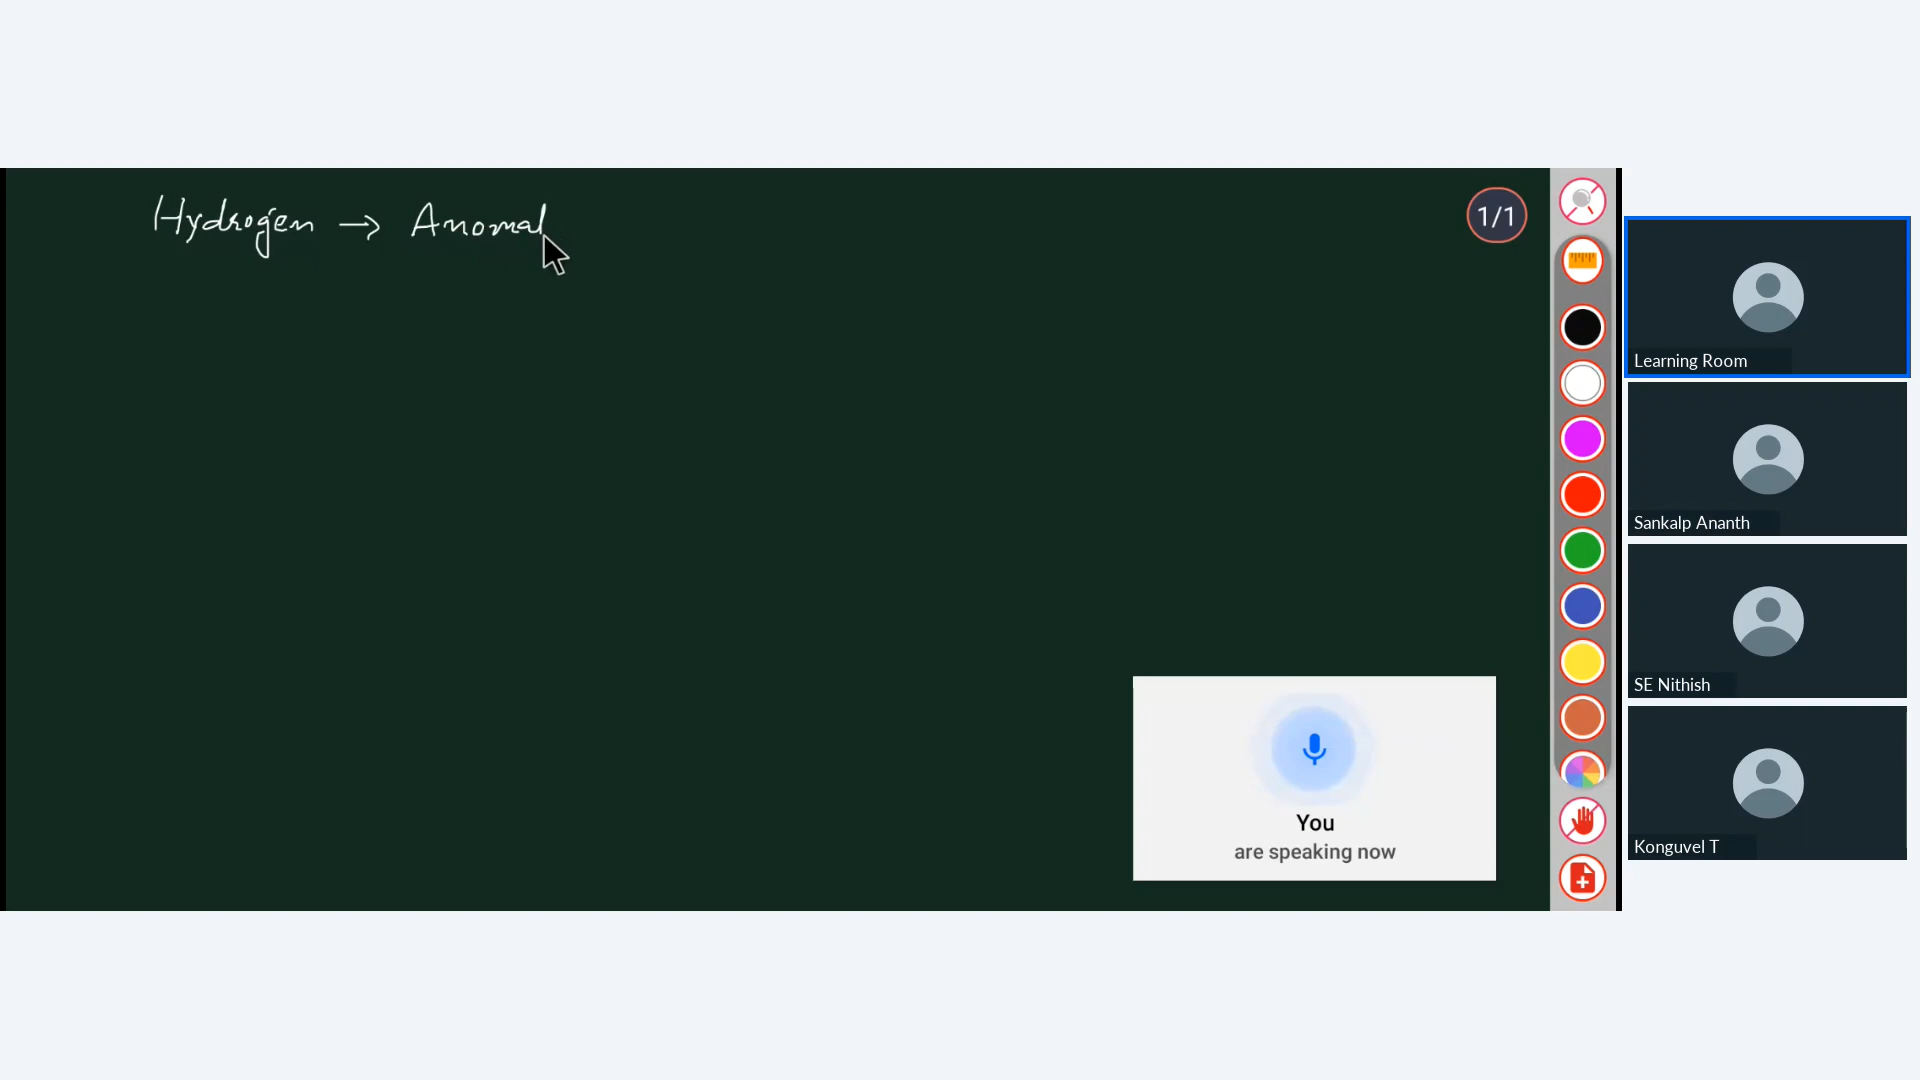 Hydrogen → Anomal
1/1
Learning Room
Sankalp Ananth
SE Nithish
Konguvel T
You
are speaking now